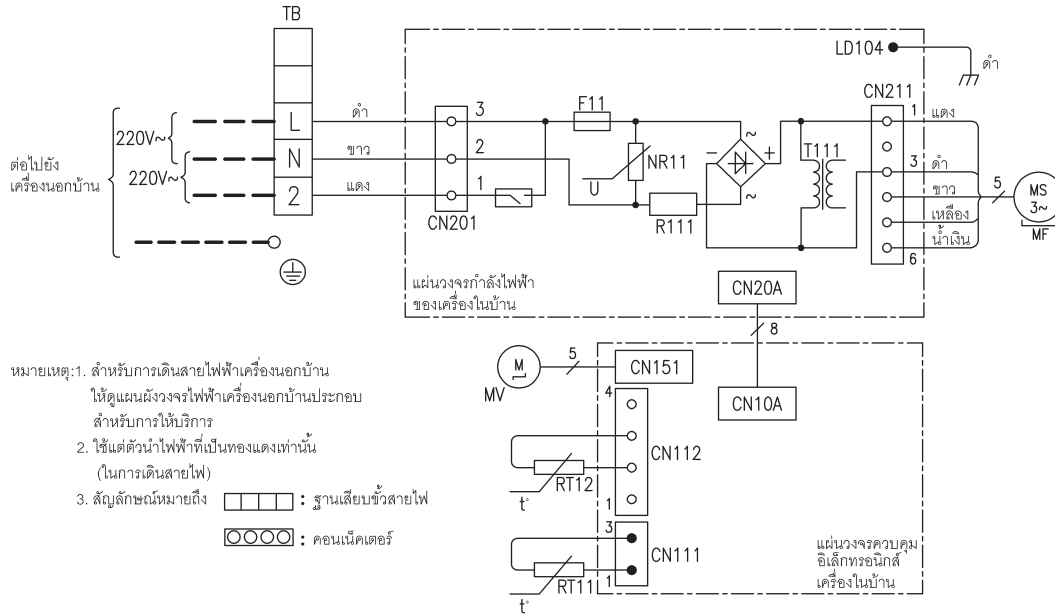 TB
LD104
ดำ
CN211
L
ดำ
3
F11
1
แดง
220V~
N
ขาว
2
~
T111
3
ดำ
NR11
−
+
ต่อไปยัง
เครื่องนอกบ้าน
220V~
2
แดง
1
U
~
ขาว
5
MS
3~
MF
CN201
R111
เหลือง
น้ำเงิน
6
แผ่นวงจรกำลังไฟฟ้า
ของเครื่องในบ้าน
CN20A
8
หมายเหตุ:1. สำหรับการเดินสายไฟฟ้าเครื่องนอกบ้าน
ให้ดูแผนผังวงจรไฟฟ้าเครื่องนอกบ้านประกอบ
สำหรับการให้บริการ
2. ใช้แต่ตัวนำไฟฟ้าที่เป็นทองแดงเท่านั้น
(ในการเดินสายไฟ)
3. สัญลักษณ์หมายถึง : ฐานเสียบขั้วสายไฟ
: คอนเน็คเตอร์
M
MV
5
CN151
CN10A
4
CN112
RT12
t°
1
3
CN111
RT11
t°
1
แผ่นวงจรควบคุม
อิเล็กทรอนิกส์
เครื่องในบ้าน